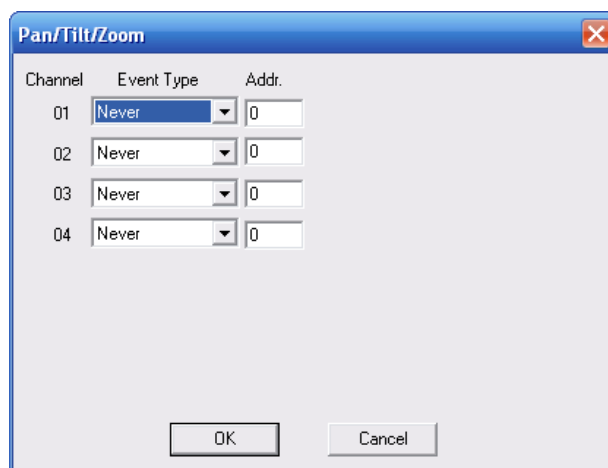 Pan/Tilt/Zoom
Channel Event Type Addr.
01 Never 0
02 Never 0
03 Never 0
04 Never 0
OK Cancel